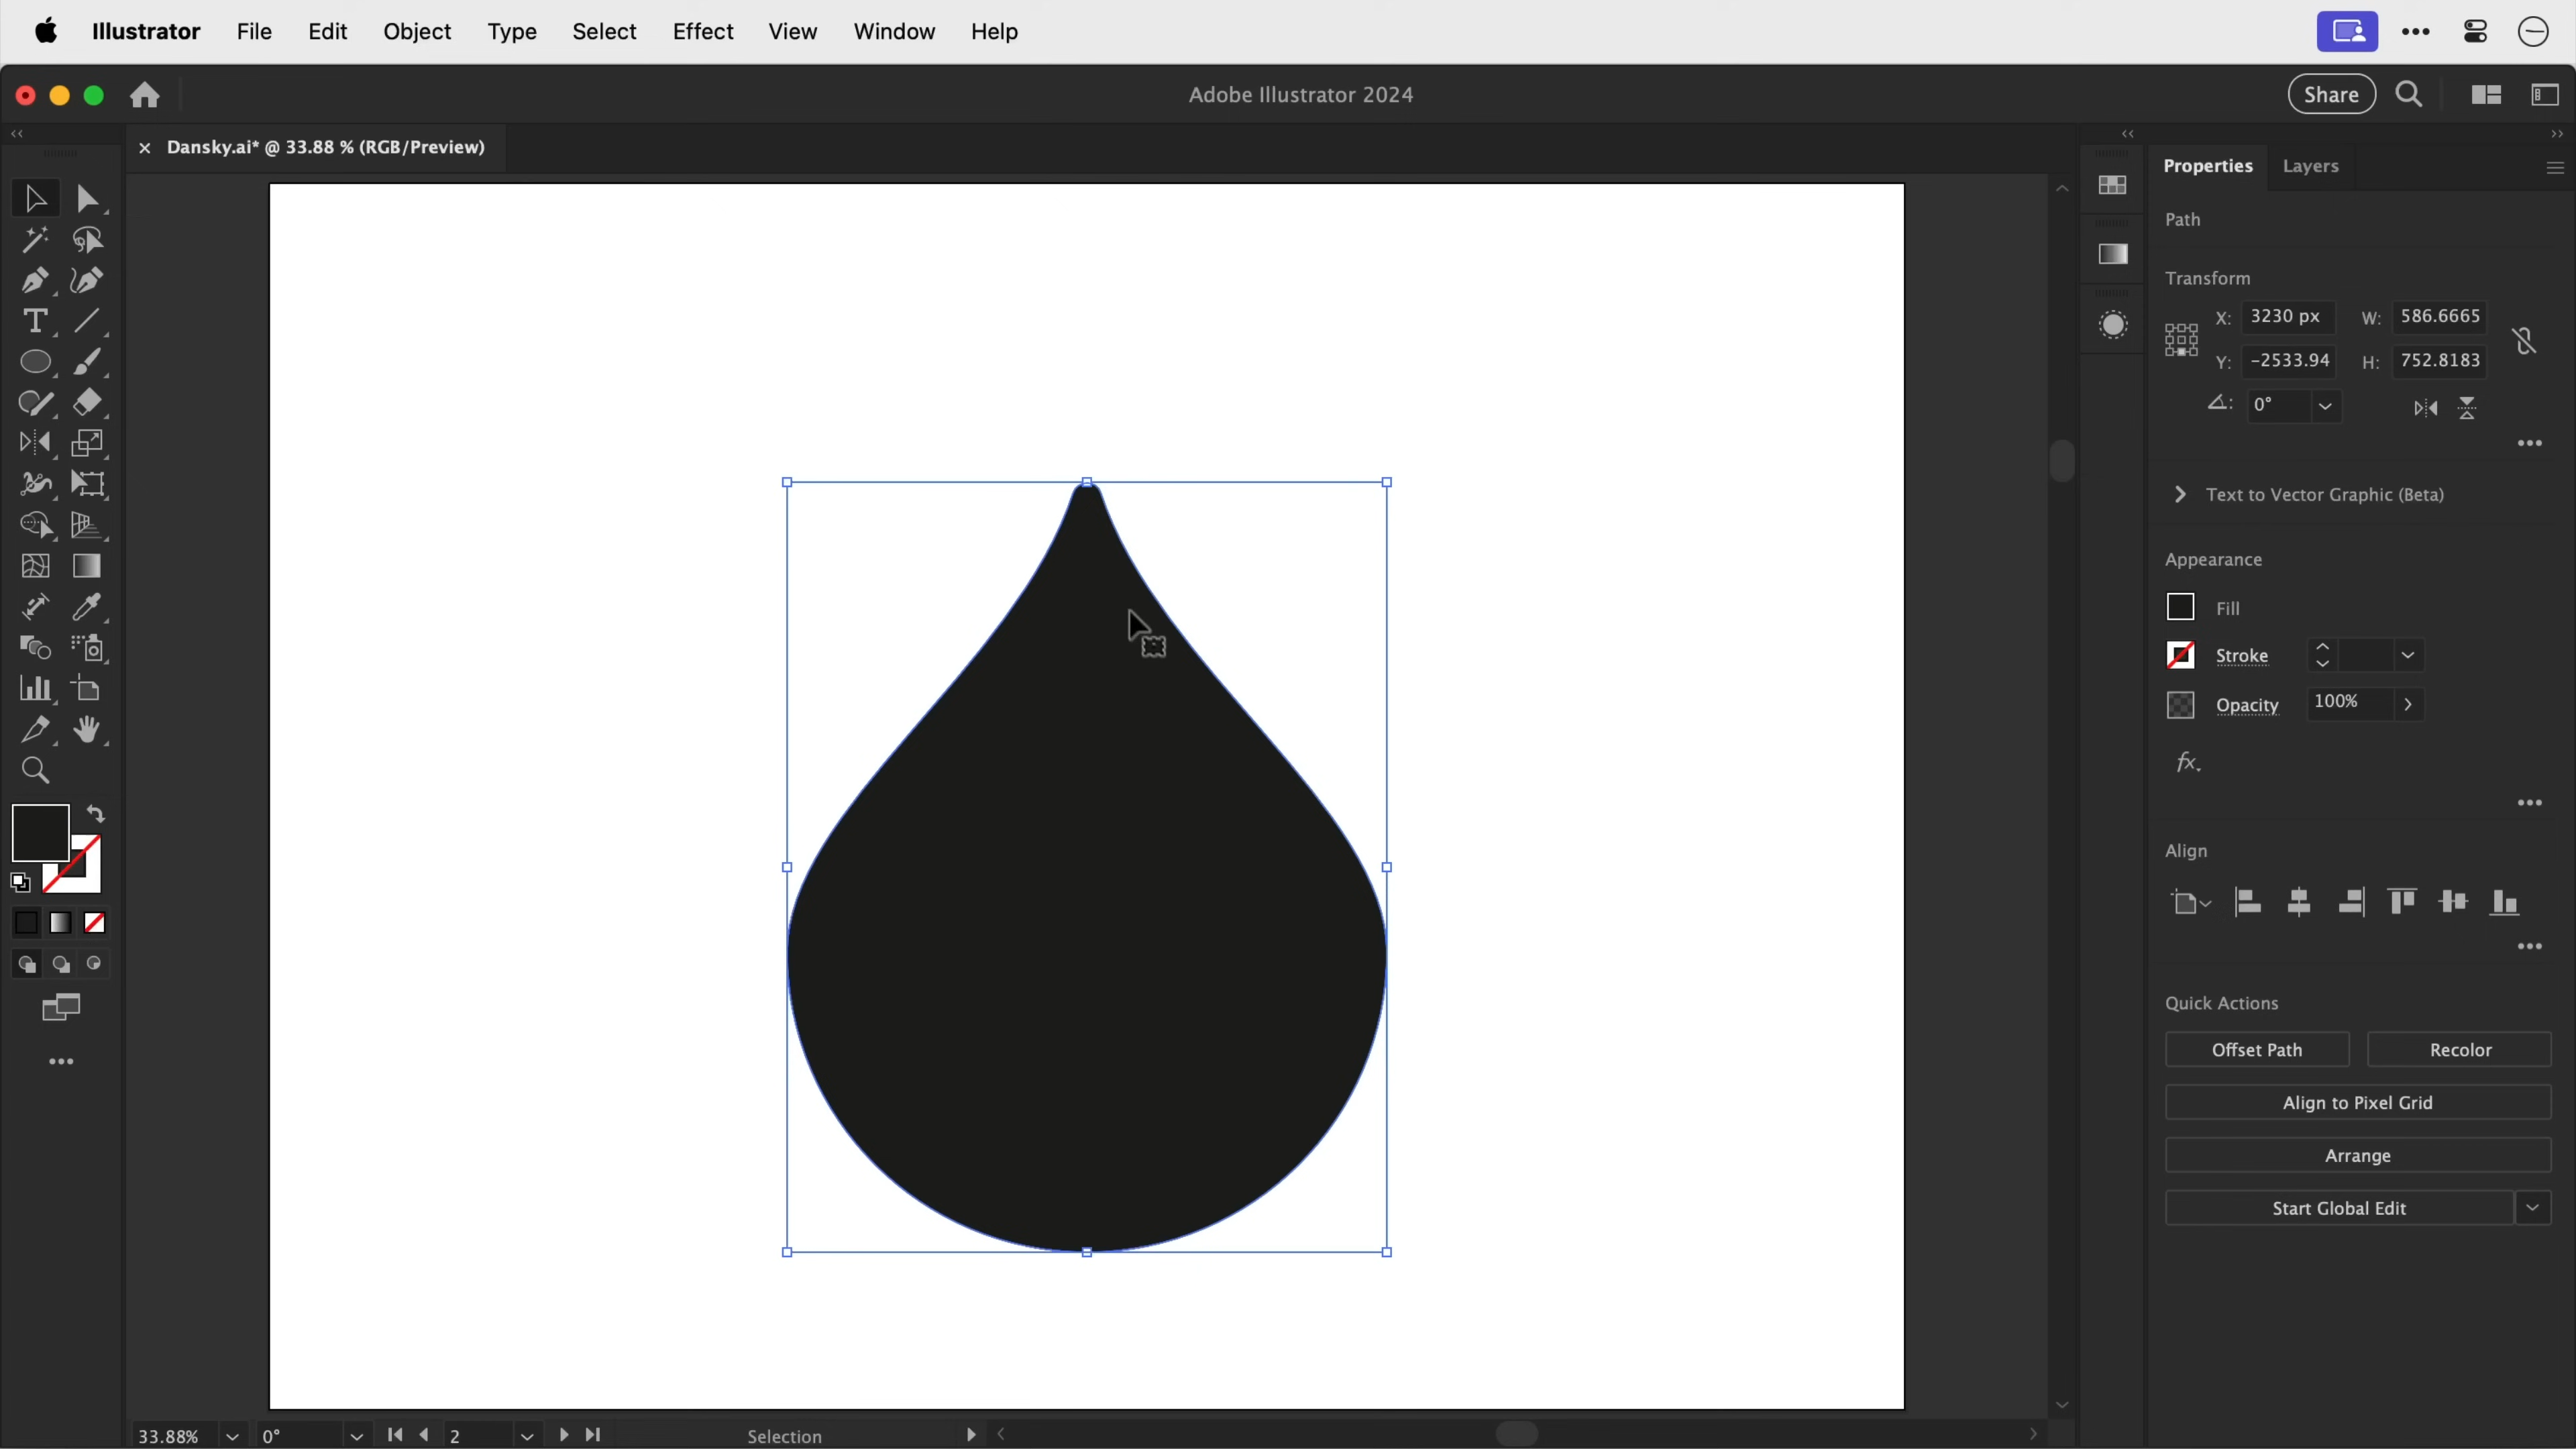 Illustrator File Edit Object Type Select Effect View Window Help
Adobe Illustrator 2024
Share
Dansky.ai* @ 33.88 % (RGB/Preview)
Properties Layers
Path
Transform
X: 3230 px W: 586.6665
Y: -2533.94 H: 752.8183
0°
Text to Vector Graphic (Beta)
Appearance
Fill
Stroke
Opacity 100%
fx
Align
Quick Actions
Offset Path Recolor
Align to Pixel Grid
Arrange
Start Global Edit
33.88% 0° 2 Selection